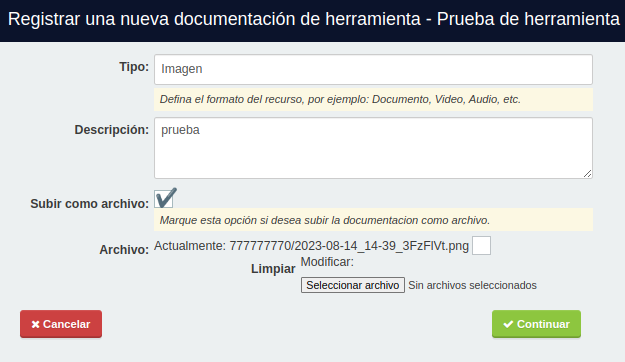 Registrar una nueva documentación de herramienta - Prueba de herramienta
Tipo: Imagen
Defina el formato del recurso, por ejemplo: Documento, Video, Audio, etc.
Descripción: prueba
Subir como archivo:
Marque esta opción si desea subir la documentacion como archivo.
Archivo: Actualmente: 777777770/2023-08-14_14-39_3FzFlVt.png
Limpiar Modificar:
Seleccionar archivo Sin archivos seleccionados
Cancelar Continuar